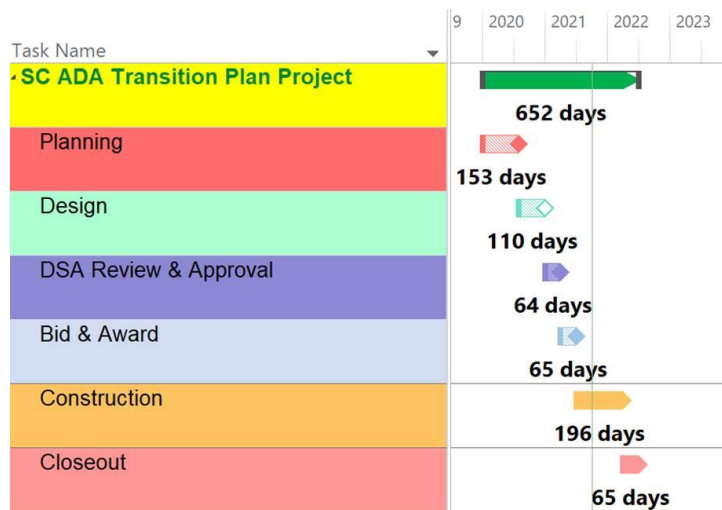 9 2020 2021 2022 2023
Task Name
SC ADA Transition Plan Project
652 days
Planning
153 days
Design
110 days
DSA Review & Approval
64 days
Bid & Award
65 days
Construction
196 days
Closeout
65 days